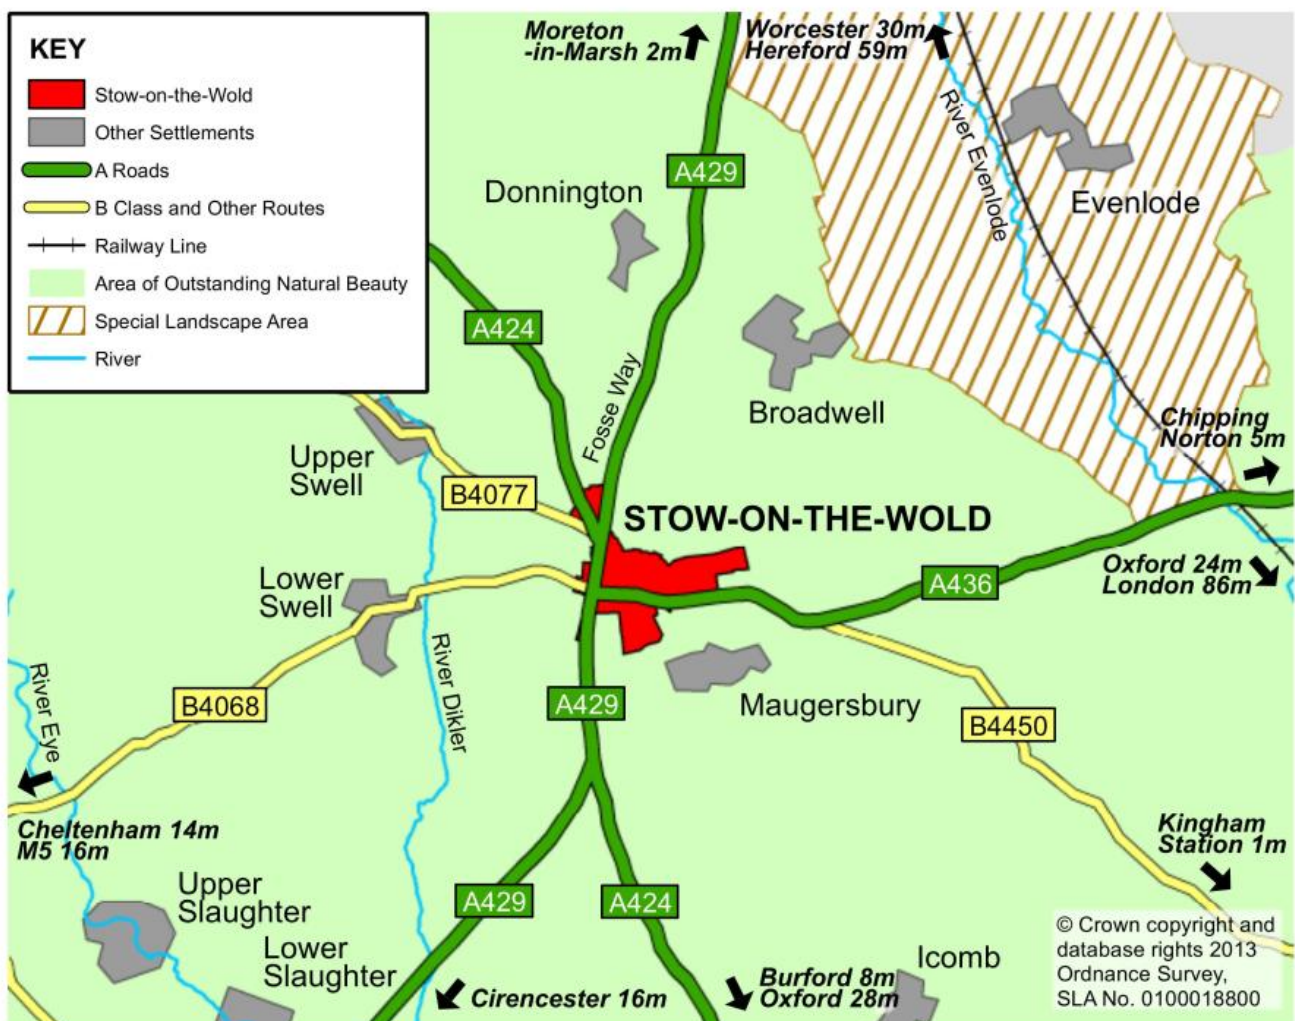 KEY
Stow-on-the-Wold
Other Settlements
A Roads
B Class and Other Routes
Railway Line
Area of Outstanding Natural Beauty
Special Landscape Area
River
Moreton
-in-Marsh 2m
Worcester 30m
Hereford 59m
River Evenlode
A429
Donnington
Evenlode
A424
Fosse Way
Broadwell
Chipping
Norton 5m
Upper
Swell
B4077
STOW-ON-THE-WOLD
Lower
Swell
A436
Oxford 24m
London 86m
River Dikler
River Eye
B4068
A429
Maugersbury
B4450
Cheltenham 14m
M5 16m
Kingham
Station 1m
Upper
Slaughter
A429
A424
Lower
Slaughter
Cirencester 16m
Burford 8m
Oxford 28m
Icomb
© Crown copyright and
database rights 2013
Ordnance Survey,
SLA No. 0100018800